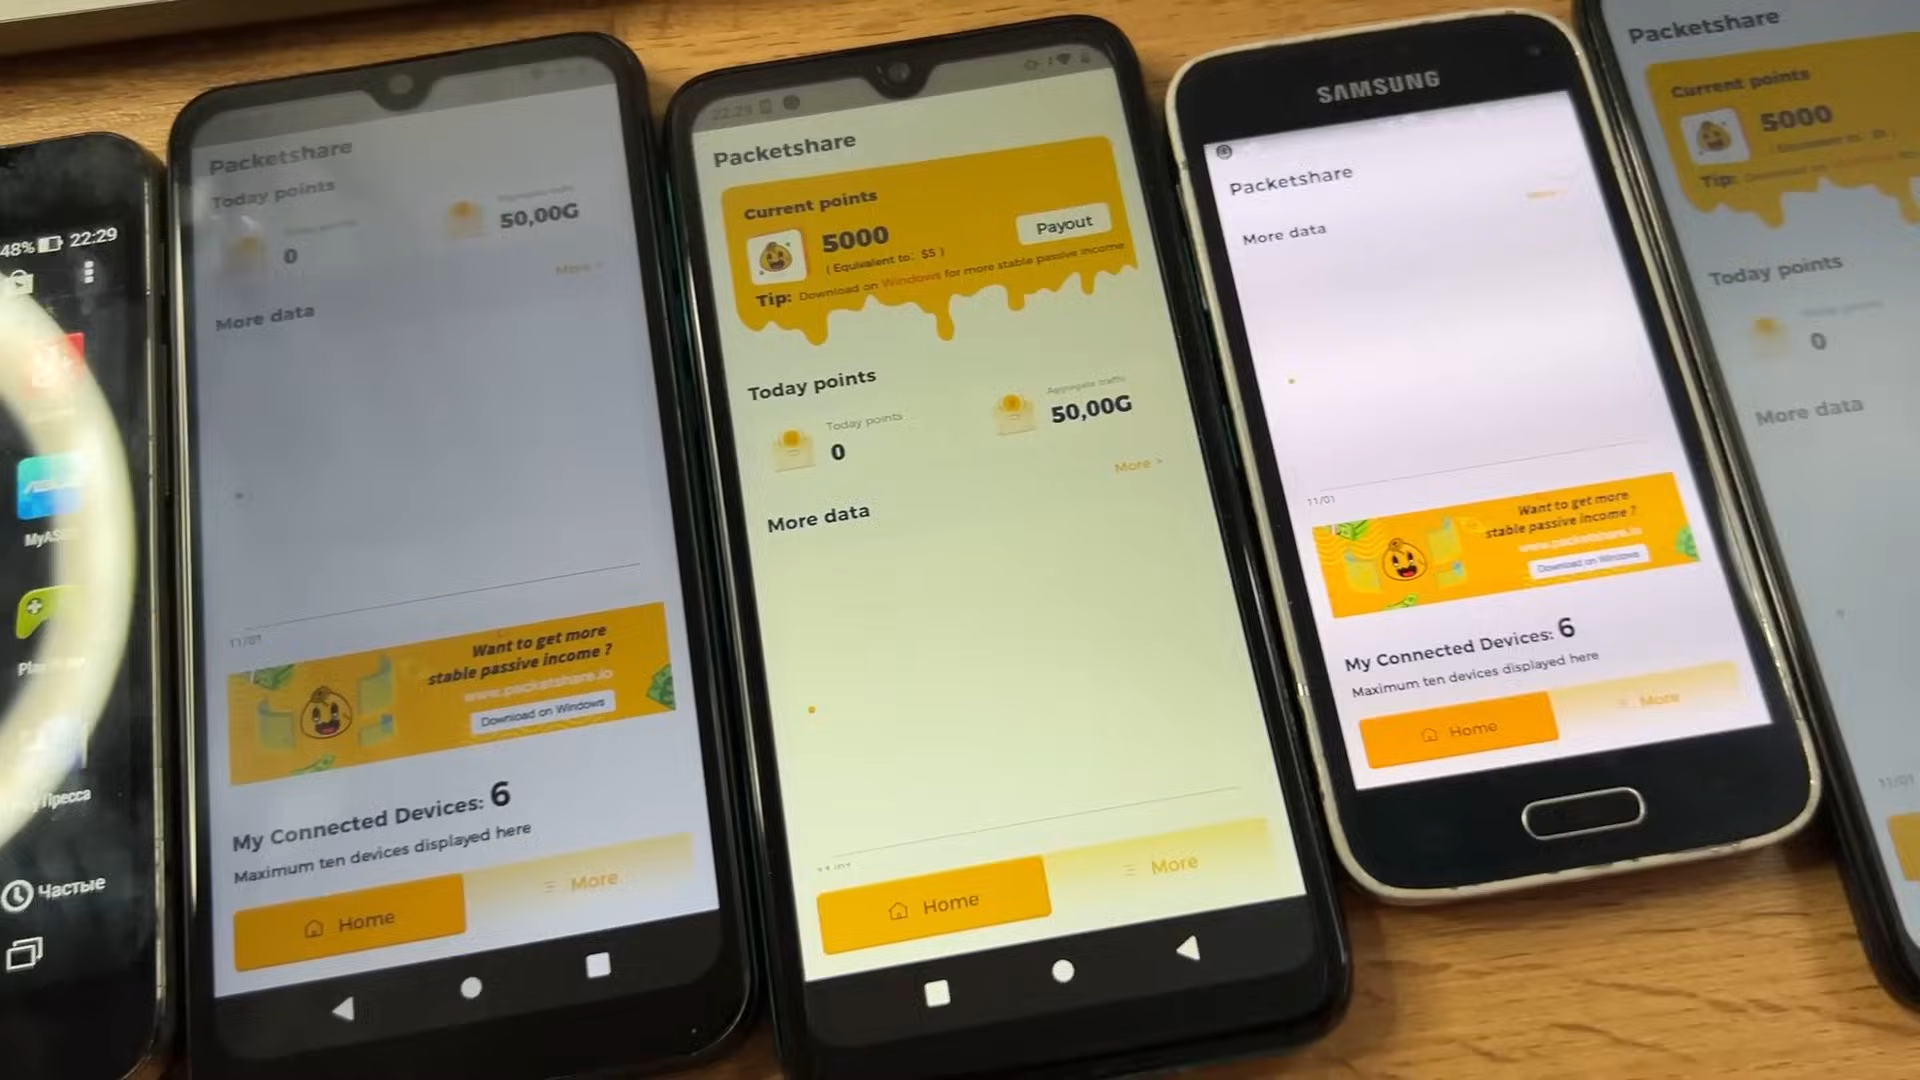 48% 22:29
MyAS
Частые
Packetshare
Today points
0
50,00G
More >
More data
11/01
Want to get more
stable passive income ?
www.packetshare.io
Download on Windows
My Connected Devices: 6
Maximum ten devices displayed here
Home
More
22:29
Packetshare
Current points
5000
Payout
( Equivalent to: $5 )
Tip: Download on Windows for more stable passive income
Today points
Today points
0
Aggregate traffic
50,00G
More >
More data
Home
More
SAMSUNG
Packetshare
More data
11/01
Want to get more
stable passive income ?
www.packetshare.io
Download on Windows
My Connected Devices: 6
Maximum ten devices displayed here
Home
More
Packetshare
Current points
5000
Tip:
Today points
0
More data
11/01